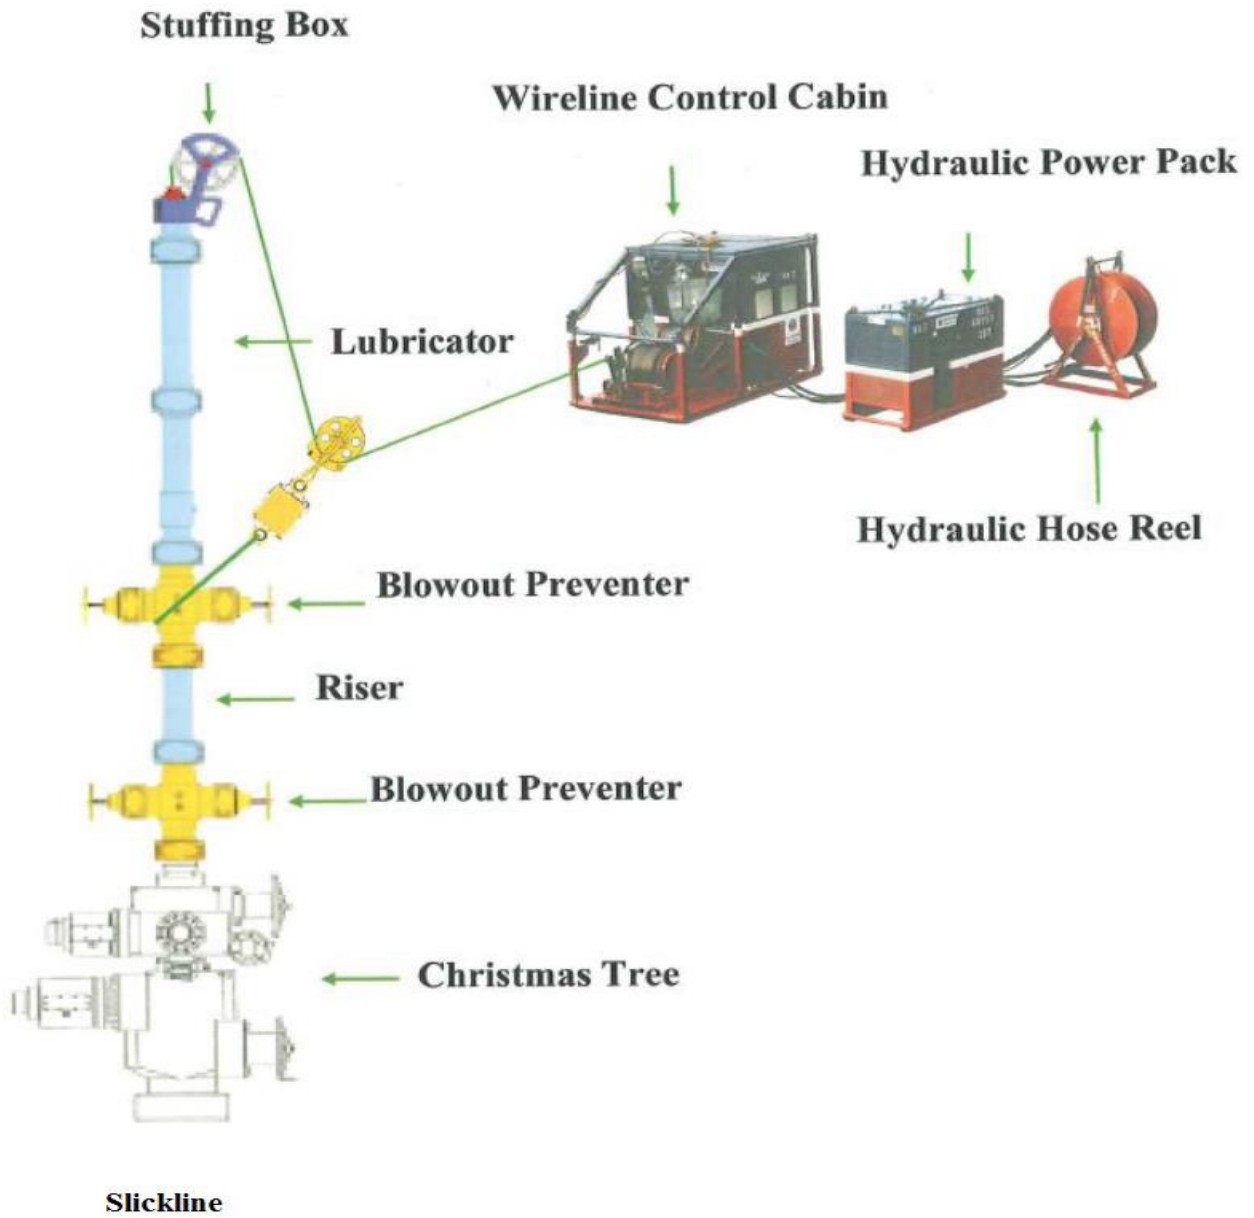 Stuffing Box
Wireline Control Cabin
Hydraulic Power Pack
Lubricator
Hydraulic Hose Reel
Blowout Preventer
Riser
Blowout Preventer
Christmas Tree
Slickline